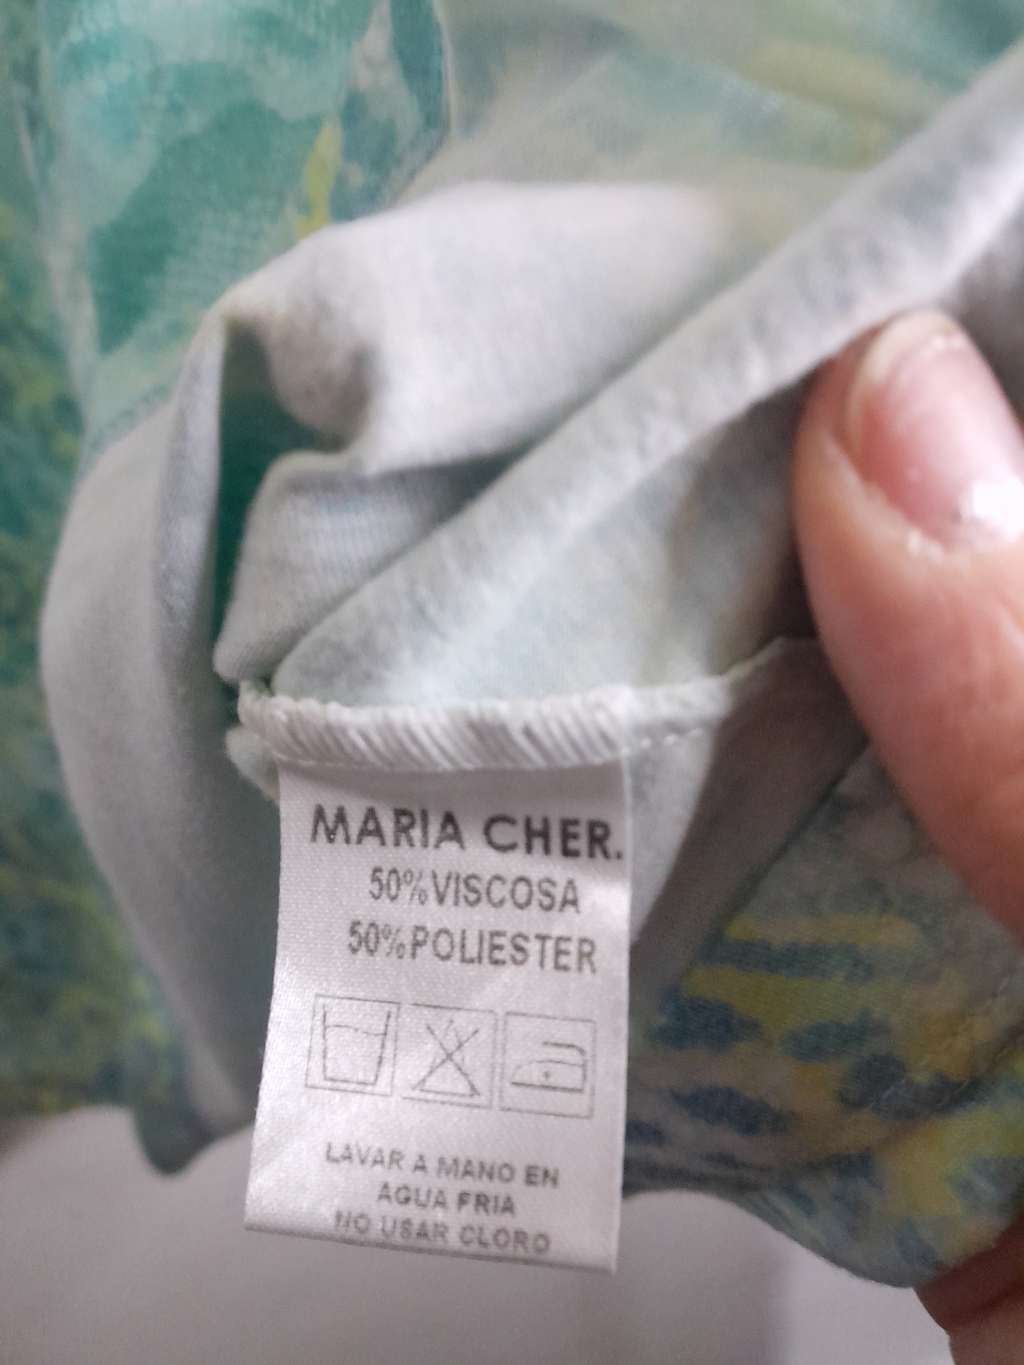 MARIA CHER.
50%VISCOSA
50%POLIESTER
LAVAR A MANO EN
AGUA FRIA
NO USAR CLORO